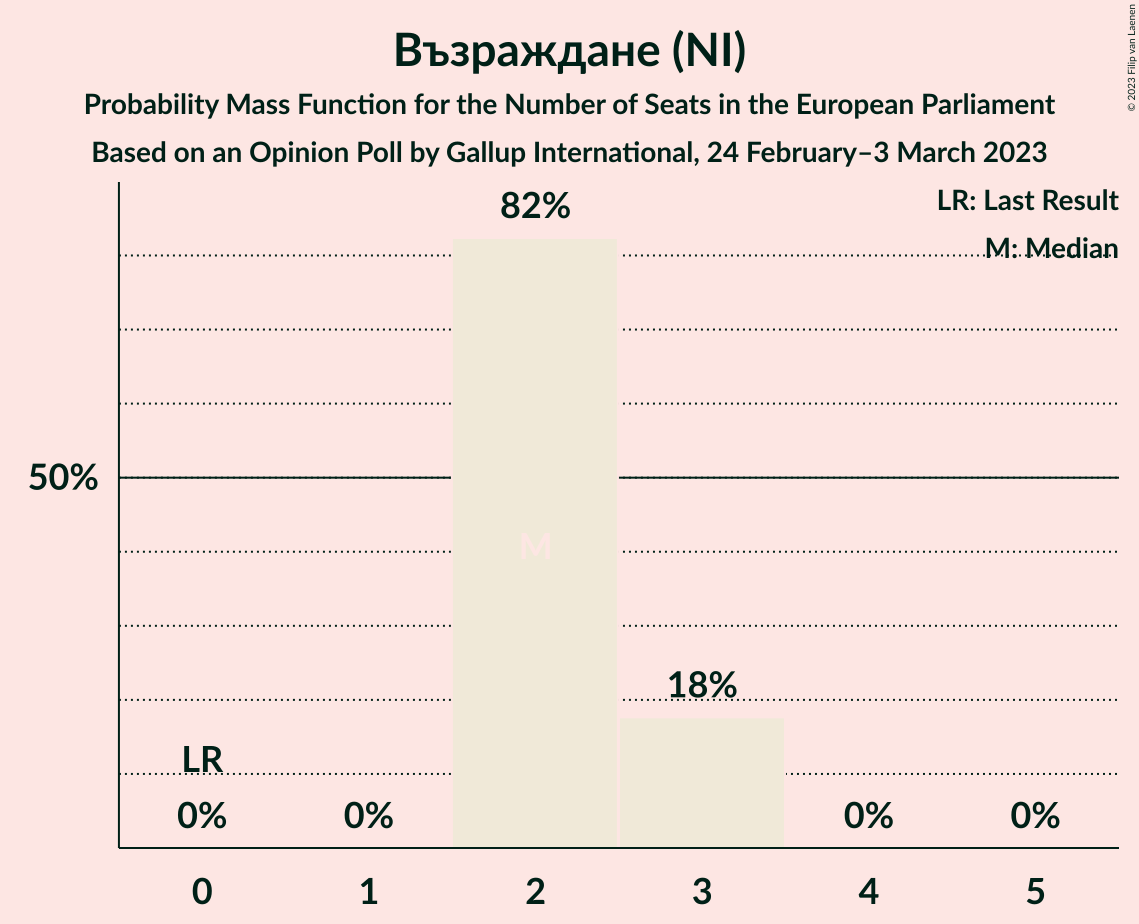 Възраждане (NI)
Probability Mass Function for the Number of Seats in the European Parliament
Based on an Opinion Poll by Gallup International, 24 February–3 March 2023
© 2023 Filip van Laenen
LR: Last Result
M: Median
82%
50%
M
18%
LR
0% 0% 0% 0%
0 1 2 3 4 5